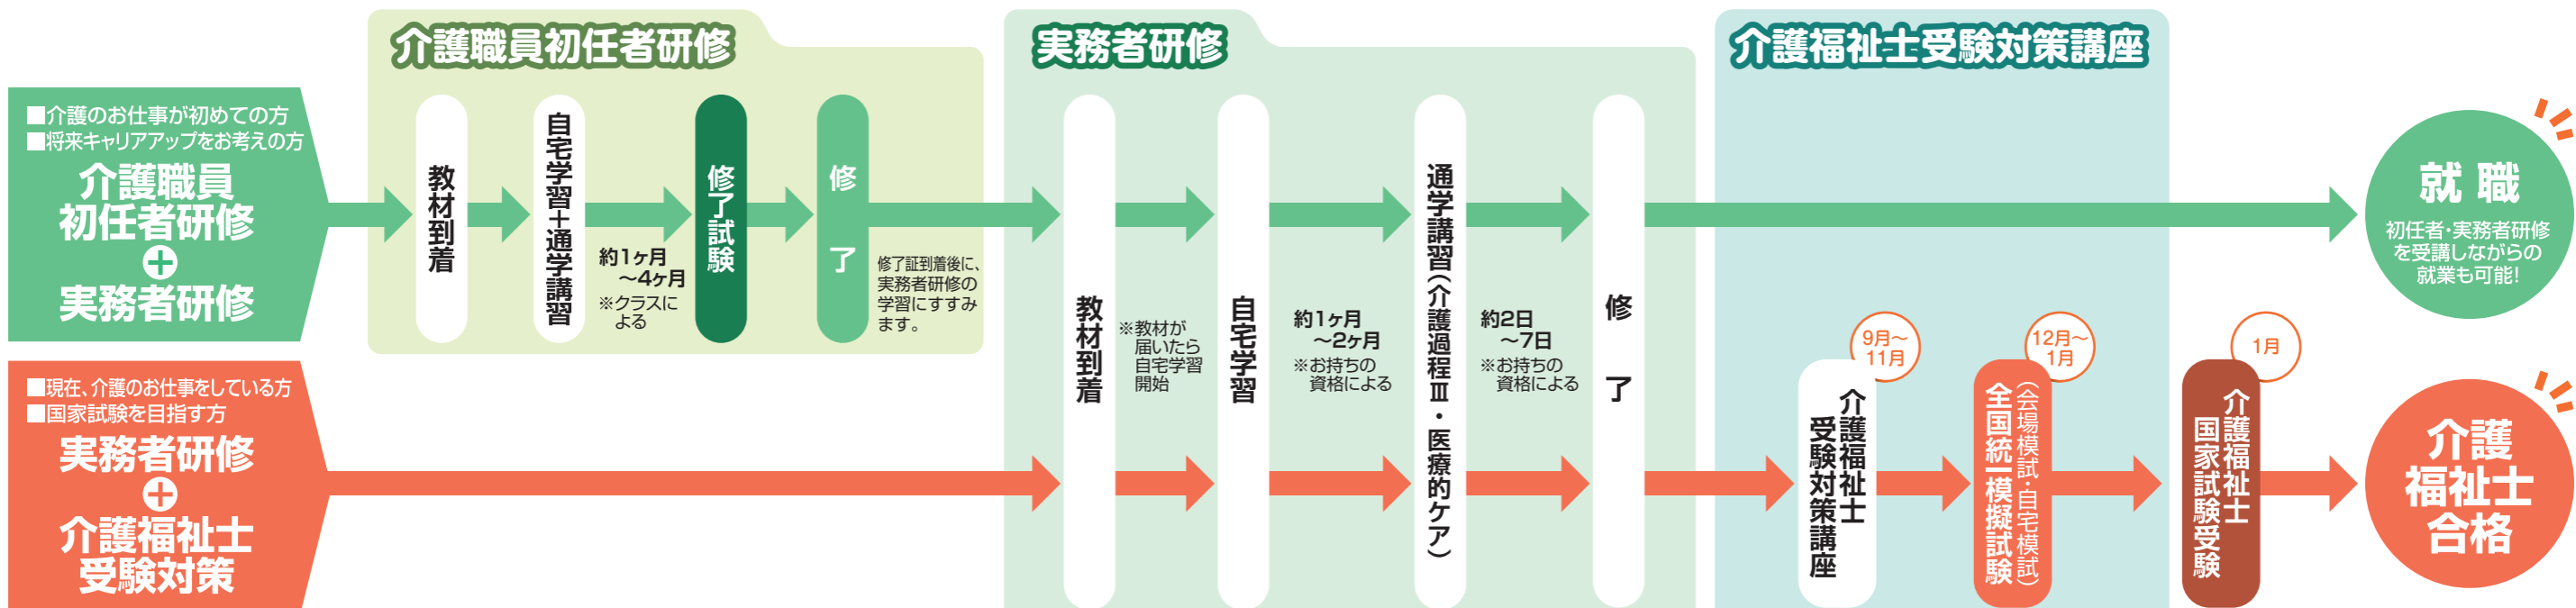 介護職員初任者研修
実務者研修
介護福祉士受験対策講座
■介護のお仕事が初めての方
■将来キャリアアップをお考えの方
介護職員
初任者研修
+
実務者研修
教材到着
自宅学習＋通学講習
約1ヶ月
～4ヶ月
※クラスに
よる
修了試験
修了
修了証到着後に、
実務者研修の
学習にすすみ
ます。
教材到着
※教材が
届いたら
自宅学習
開始
自宅学習
約1ヶ月
～2ヶ月
※お持ちの
資格による
通学講習（介護過程Ⅲ・医療的ケア）
約2日
～7日
※お持ちの
資格による
修了
就職
初任者・実務者研修
を受講しながらの
就業も可能!
■現在、介護のお仕事をしている方
■国家試験を目指す方
実務者研修
+
介護福祉士
受験対策
9月～
11月
介護福祉士
受験対策講座
12月～
1月
（会場模試・自宅模試）
全国統一模擬試験
1月
介護福祉士
国家試験受験
介護
福祉士
合格